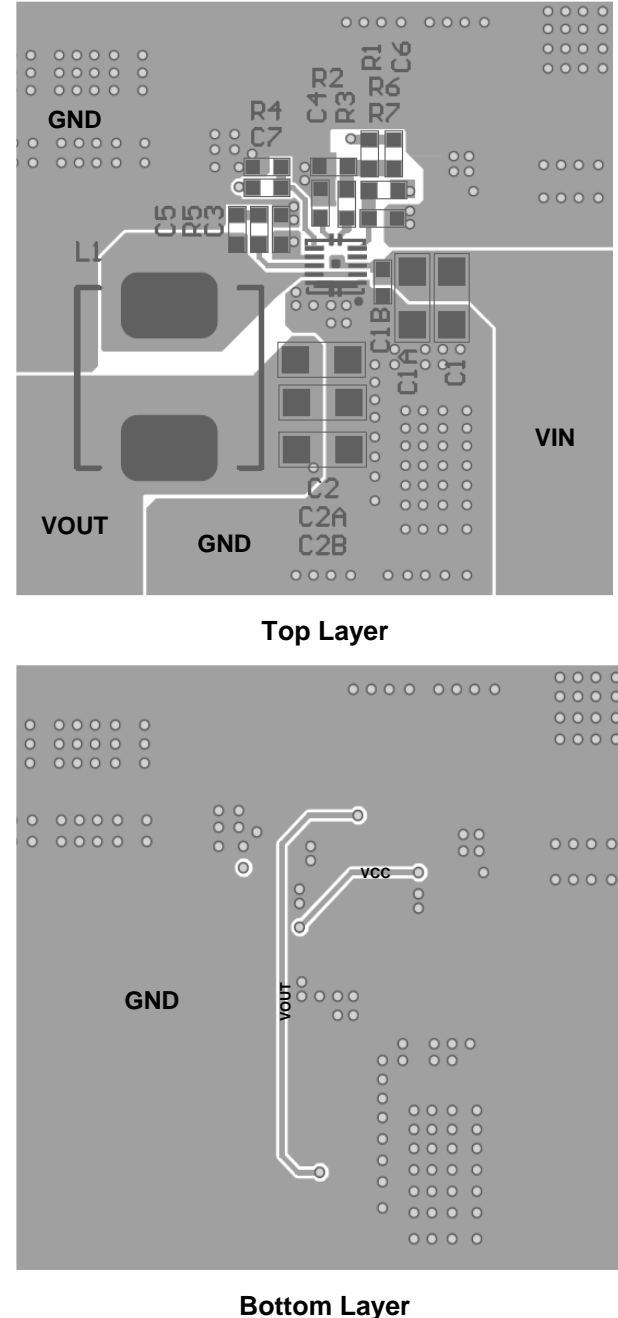 R1
C6
R2
R6
C4
R3
R7
R4
C7
GND
C5
R5
C3
L1
C1B
C1A
C1
VIN
C2
C2A
C2B
VOUT
GND
Top Layer
VCC
GND
VOUT
Bottom Layer